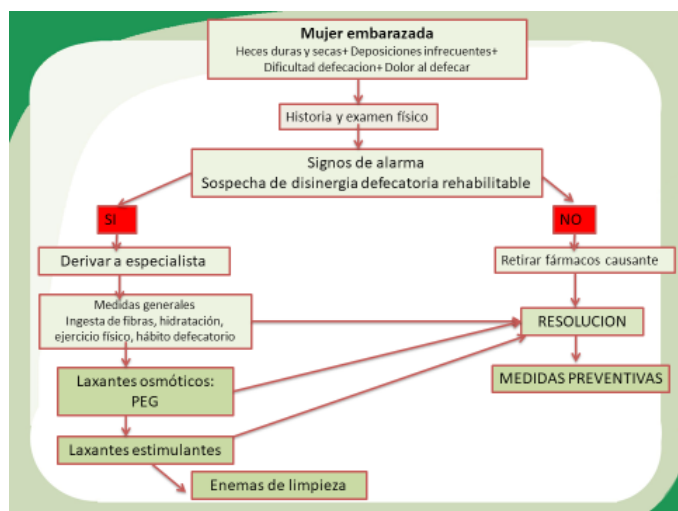 Mujer embarazada
Heces duras y secas+ Deposiciones infrecuentes+
Dificultad defecacion+ Dolor al defecar
Historia y examen físico
Signos de alarma
Sospecha de disinergia defecatoria rehabilitable
SI
NO
Derivar a especialista
Retirar fármacos causante
Medidas generales
Ingesta de fibras, hidratación,
ejercicio físico, hábito defecatorio
RESOLUCION
Laxantes osmóticos:
PEG
MEDIDAS PREVENTIVAS
Laxantes estimulantes
Enemas de limpieza